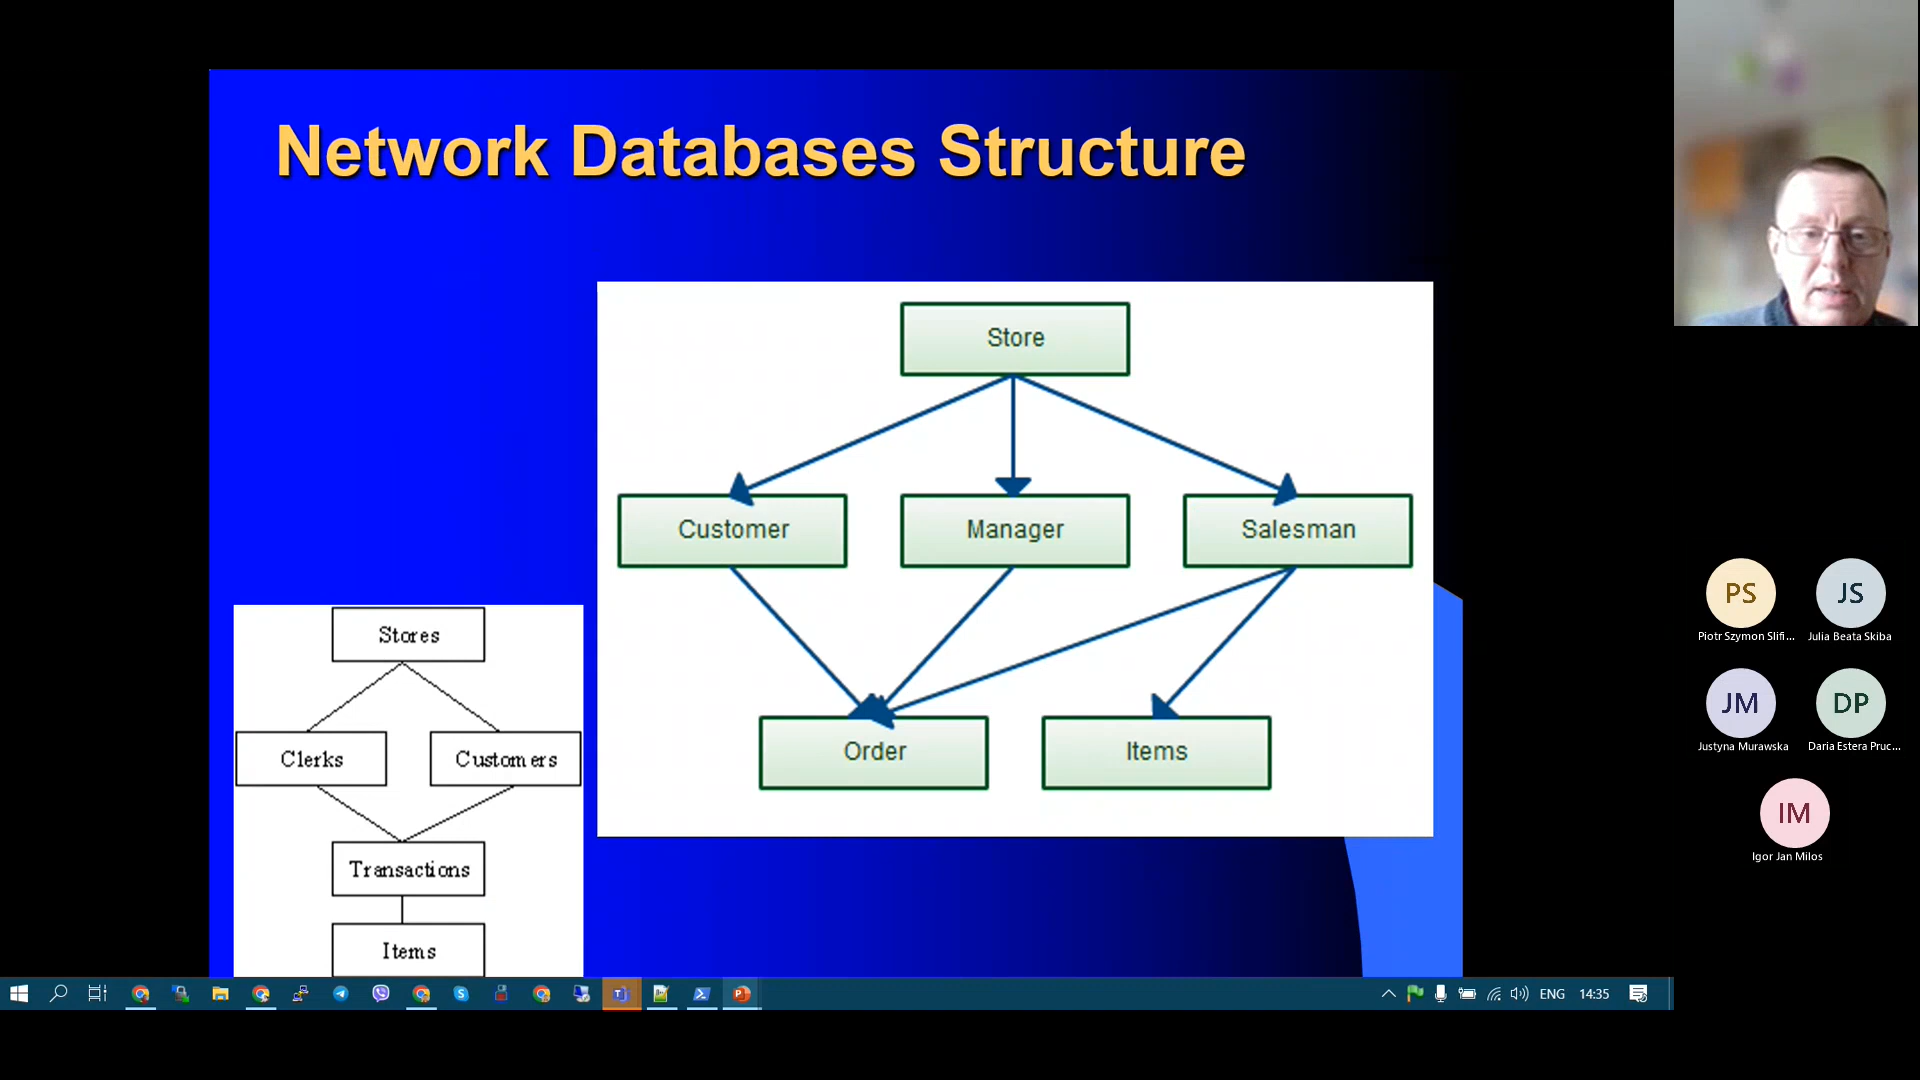 Network Databases Structure
Store
Customer
Manager
Salesman
Order
Items
Stores
Clerks
Customers
Transactions
Items
PS
JS
Piotr Szymon Slifi...
Julia Beata Skiba
JM
DP
Justyna Murawska
Daria Estera Pruc...
IM
Igor Jan Milos
ENG
14:35